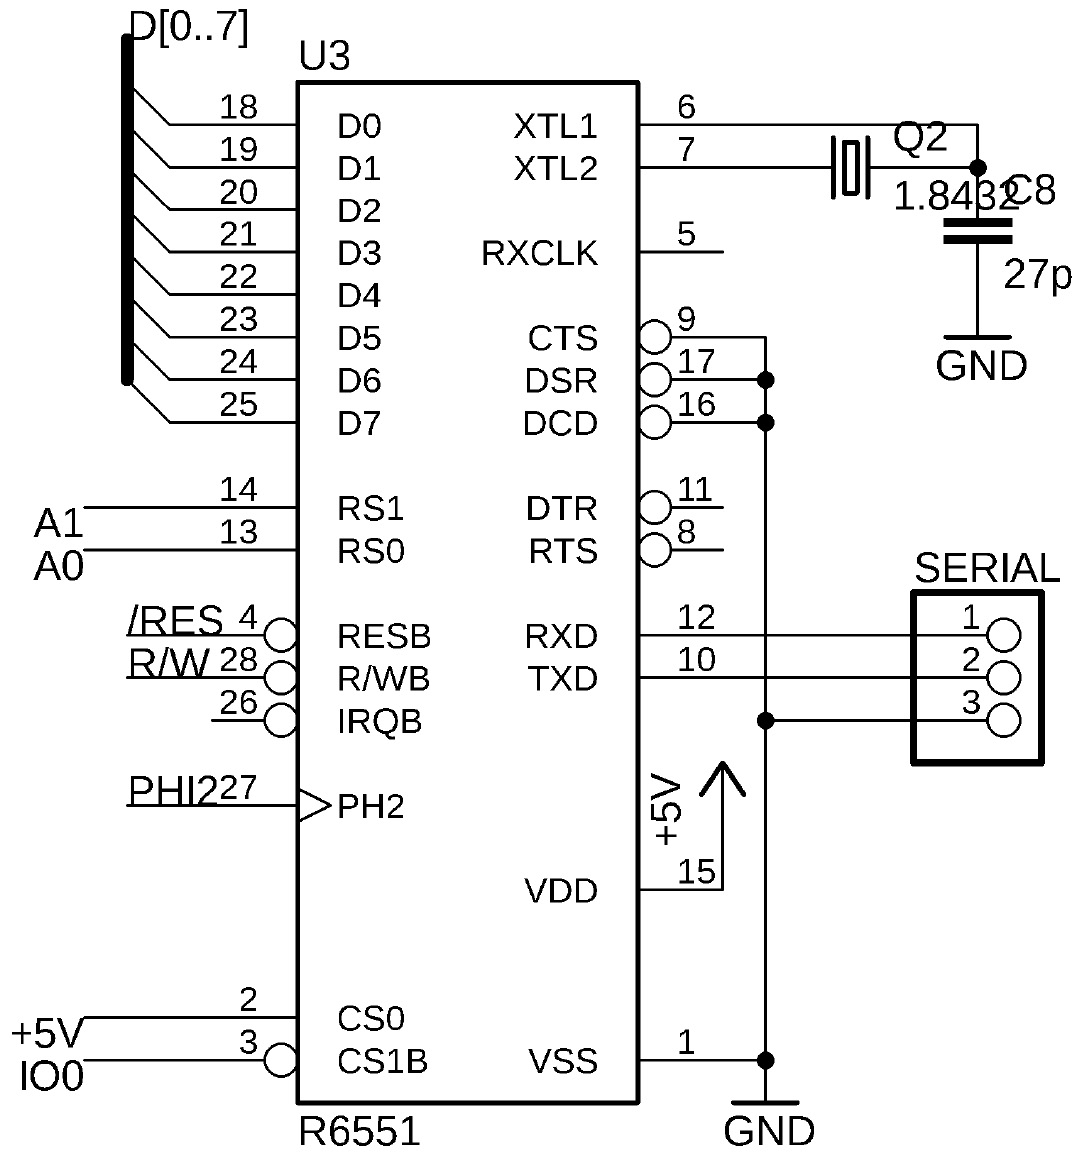 D[0..7]
U3
18 D0 XTL1 6
19 D1 XTL2 7
Q2
20 D2
1.8432 C8
21 D3 RXCLK 5
22 D4
27p
23 D5 CTS 9
24 D6 DSR 17
GND
25 D7 DCD 16
A1 14 RS1 DTR 11
A0 13 RS0 RTS 8
SERIAL
/RES 4 RESB RXD 12 1
R/W 28 R/WB TXD 10 2
26 IRQB 3
PHI2 27 PH2
+5V
VDD 15
+5V 2 CS0
IO0 3 CS1B VSS 1
R6551
GND